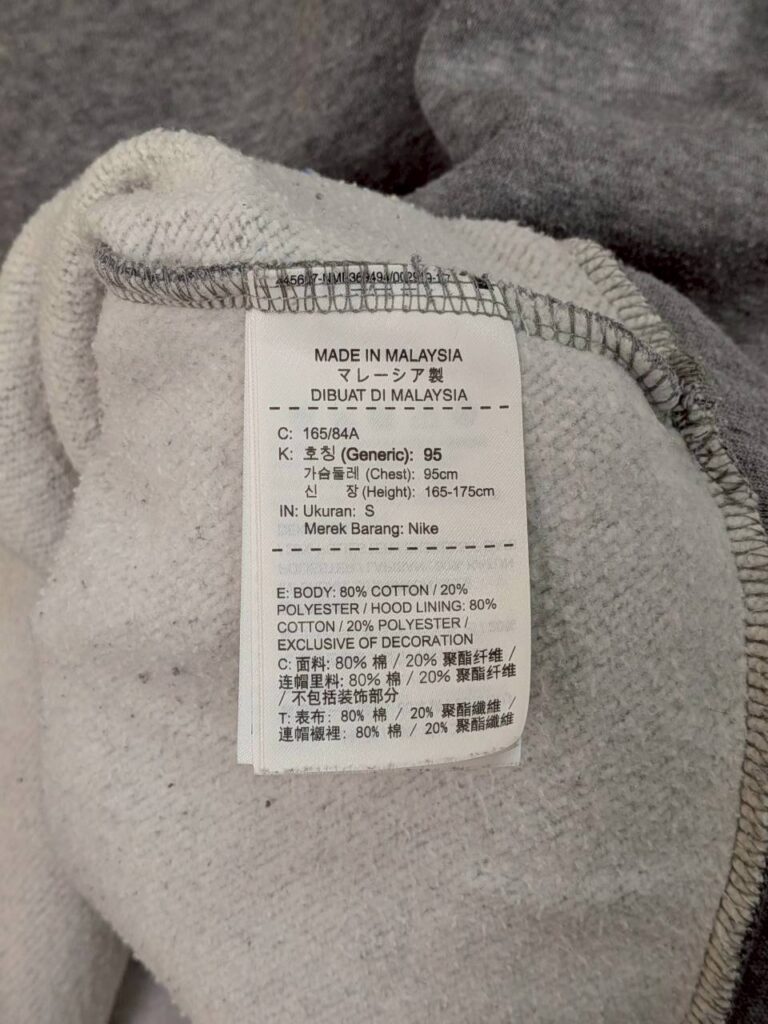 MADE IN MALAYSIA
マレーシア製
DIBUAT DI MALAYSIA
C: 165/84A
K: 호칭 (Generic): 95
가슴둘레 (Chest): 95cm
신 장 (Height): 165-175cm
IN: Ukuran: S
Merek Barang: Nike
E: BODY: 80% COTTON / 20%
POLYESTER / HOOD LINING: 80%
COTTON / 20% POLYESTER /
EXCLUSIVE OF DECORATION
C: 面料: 80% 棉 / 20% 聚酯纤维 /
连帽里料: 80% 棉 / 20% 聚酯纤维
/ 不包括装饰部分
T: 表布: 80% 棉 / 20% 聚酯纖維 /
連帽襯裡: 80% 棉 / 20% 聚酯纖維